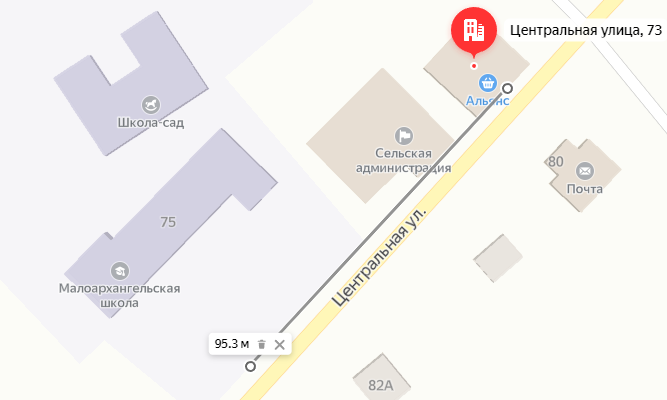 Центральная улица, 73
Альянс
Школа-сад
Сельская
администрация
80
Почта
75
Центральная ул.
Малоархангельская
школа
95.3 м
82А